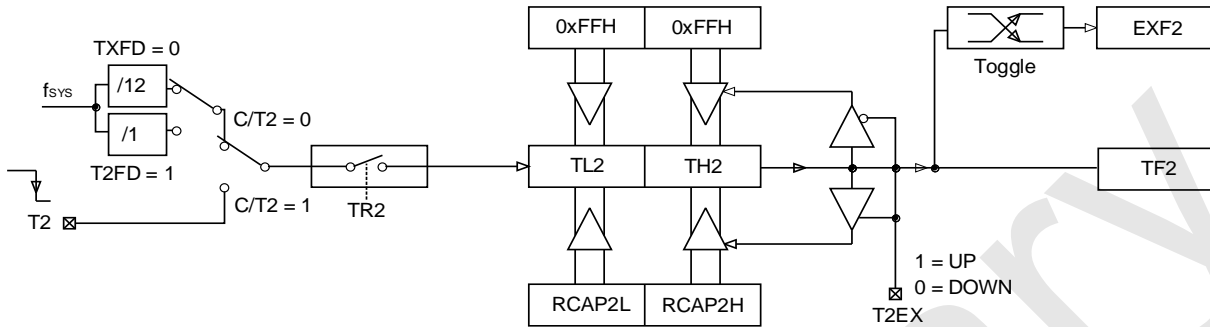 0xFFH 0xFFH
TXFD = 0
EXF2
/12
Toggle
fSYS
C/T2 = 0
/1
TL2 TH2
TF2
T2FD = 1
C/T2 = 1
TR2
T2
1 = UP
0 = DOWN
RCAP2L RCAP2H
T2EX